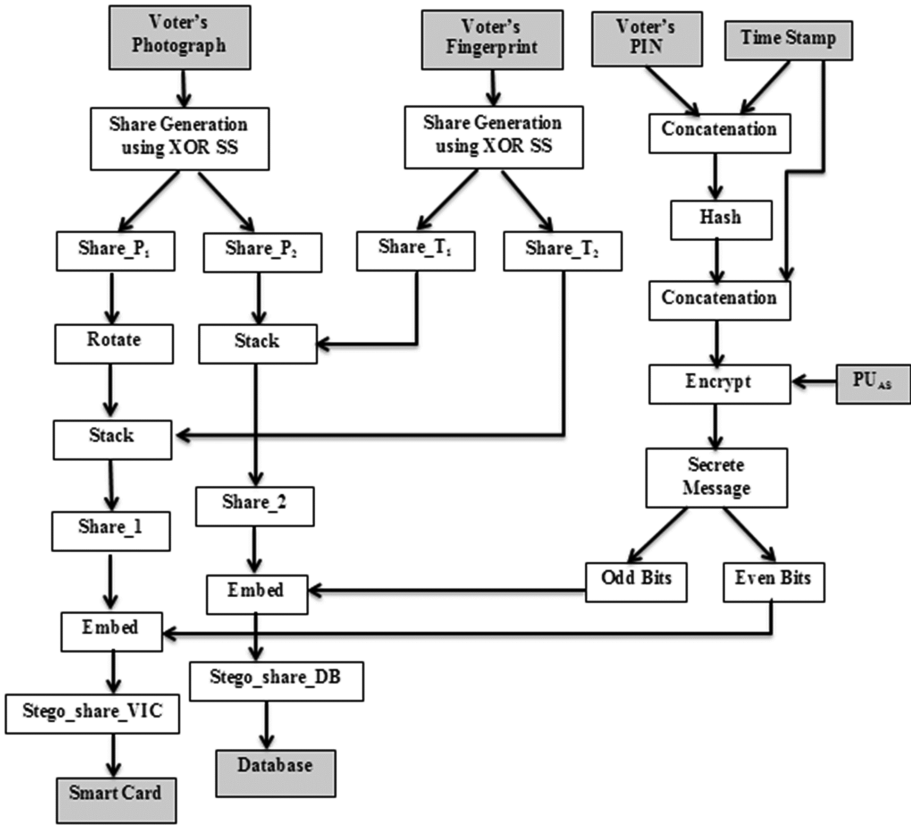 Voter's
Photograph
Voter's
Fingerprint
Voter's
PIN
Time Stamp
Share Generation
using XOR SS
Share Generation
using XOR SS
Concatenation
Hash
Share_P1
Share_P2
Share_T1
Share_T2
Concatenation
Rotate
Stack
Encrypt
PUAS
Stack
Secrete
Message
Share_2
Share_1
Odd Bits
Even Bits
Embed
Embed
Stego_share_DB
Stego_share_VIC
Database
Smart Card